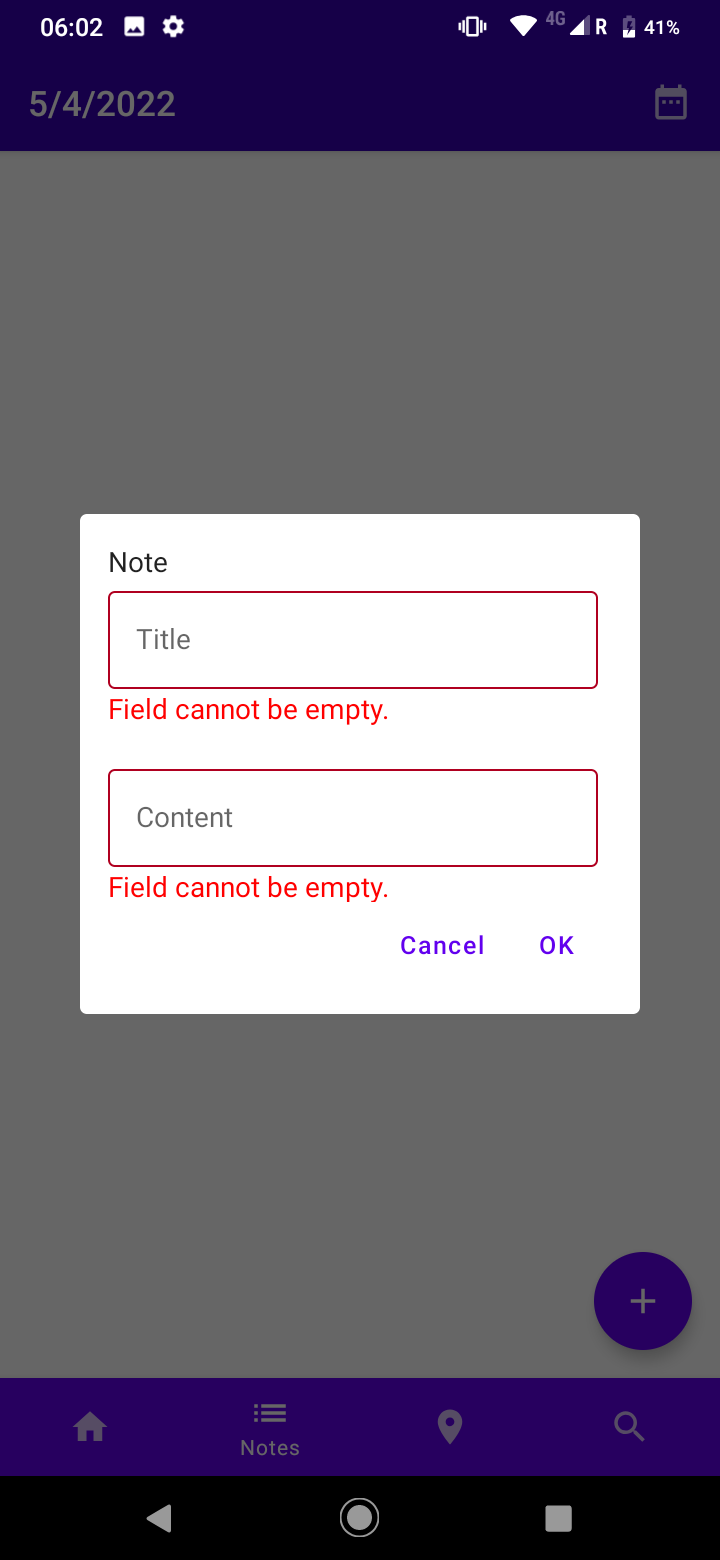 06:02
4G
R
41%
5/4/2022
Note
Title
Field cannot be empty.
Content
Field cannot be empty.
Cancel
OK
Notes